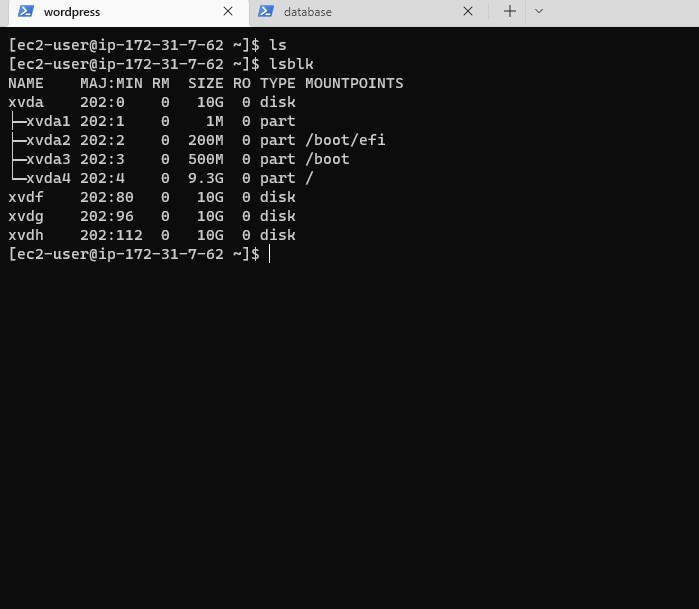 wordpress
database
[ec2-user@ip-172-31-7-62 ~]$ ls
[ec2-user@ip-172-31-7-62 ~]$ lsblk
NAME    MAJ:MIN RM  SIZE RO TYPE MOUNTPOINTS
xvda    202:0    0   10G  0 disk
├─xvda1 202:1    0    1M  0 part
├─xvda2 202:2    0  200M  0 part /boot/efi
├─xvda3 202:3    0  500M  0 part /boot
└─xvda4 202:4    0  9.3G  0 part /
xvdf    202:80   0   10G  0 disk
xvdg    202:96   0   10G  0 disk
xvdh    202:112  0   10G  0 disk
[ec2-user@ip-172-31-7-62 ~]$